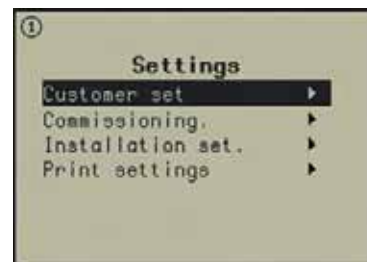 ①
Settings
Customer set
Commissioning.
Installation set.
Print settings